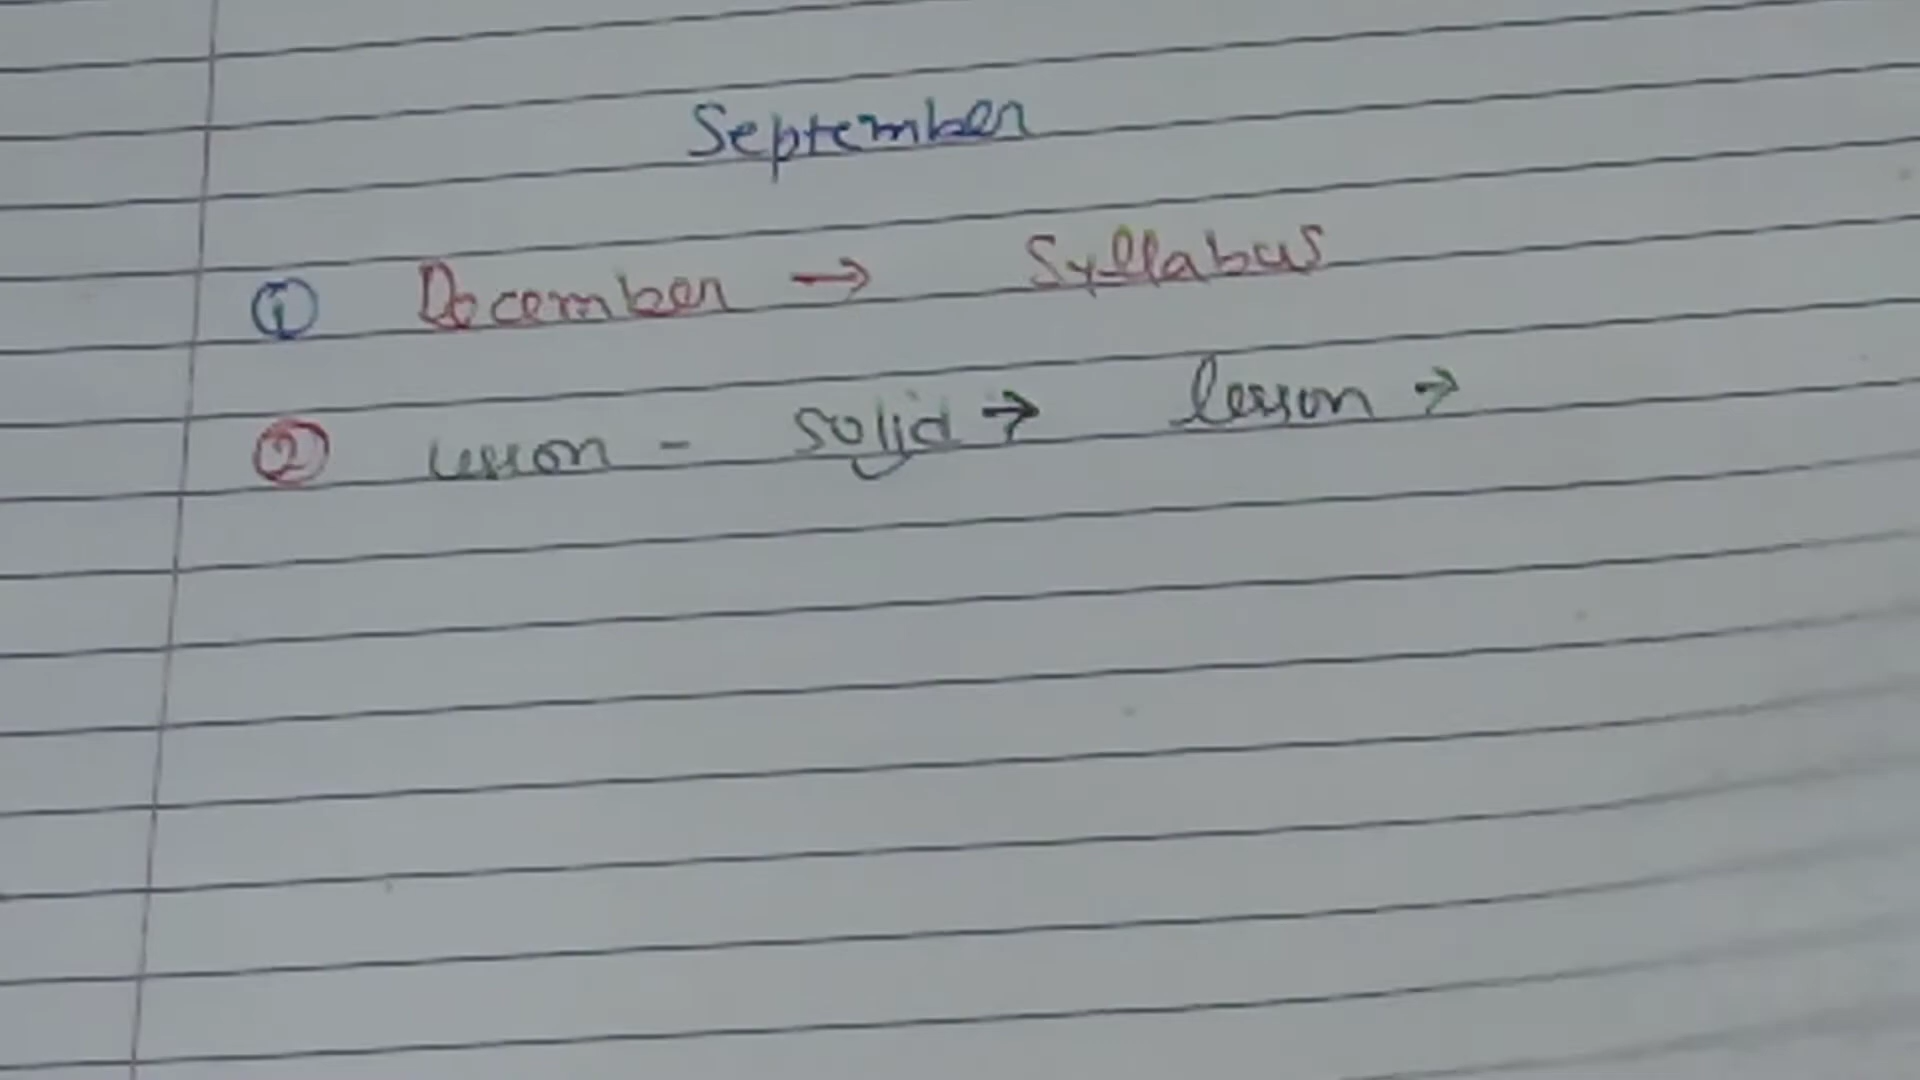 September
① December → Syllabus
② lesson - solid → lesson →